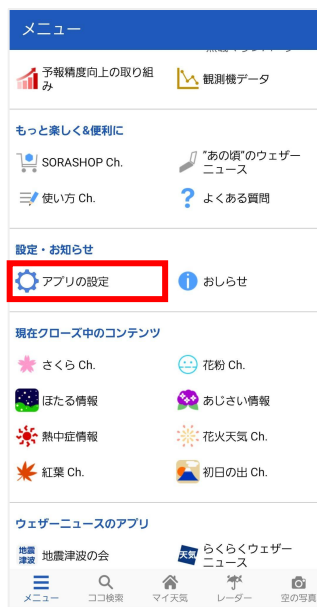 メニュー
予報精度向上の取り組
み
観測機データ
もっと楽しく&便利に
SORASHOP Ch.
"あの頃"のウェザー
ニュース
使い方 Ch.
よくある質問
設定・お知らせ
アプリの設定
おしらせ
現在クローズ中のコンテンツ
さくら Ch.
花粉 Ch.
ほたる情報
あじさい情報
熱中症情報
花火天気 Ch.
紅葉 Ch.
初日の出 Ch.
ウェザーニュースのアプリ
地震
津波
地震津波の会
天気
らくらくウェザー
ニュース
メニュー
ココ検索
マイ天気
レーダー
空の写真